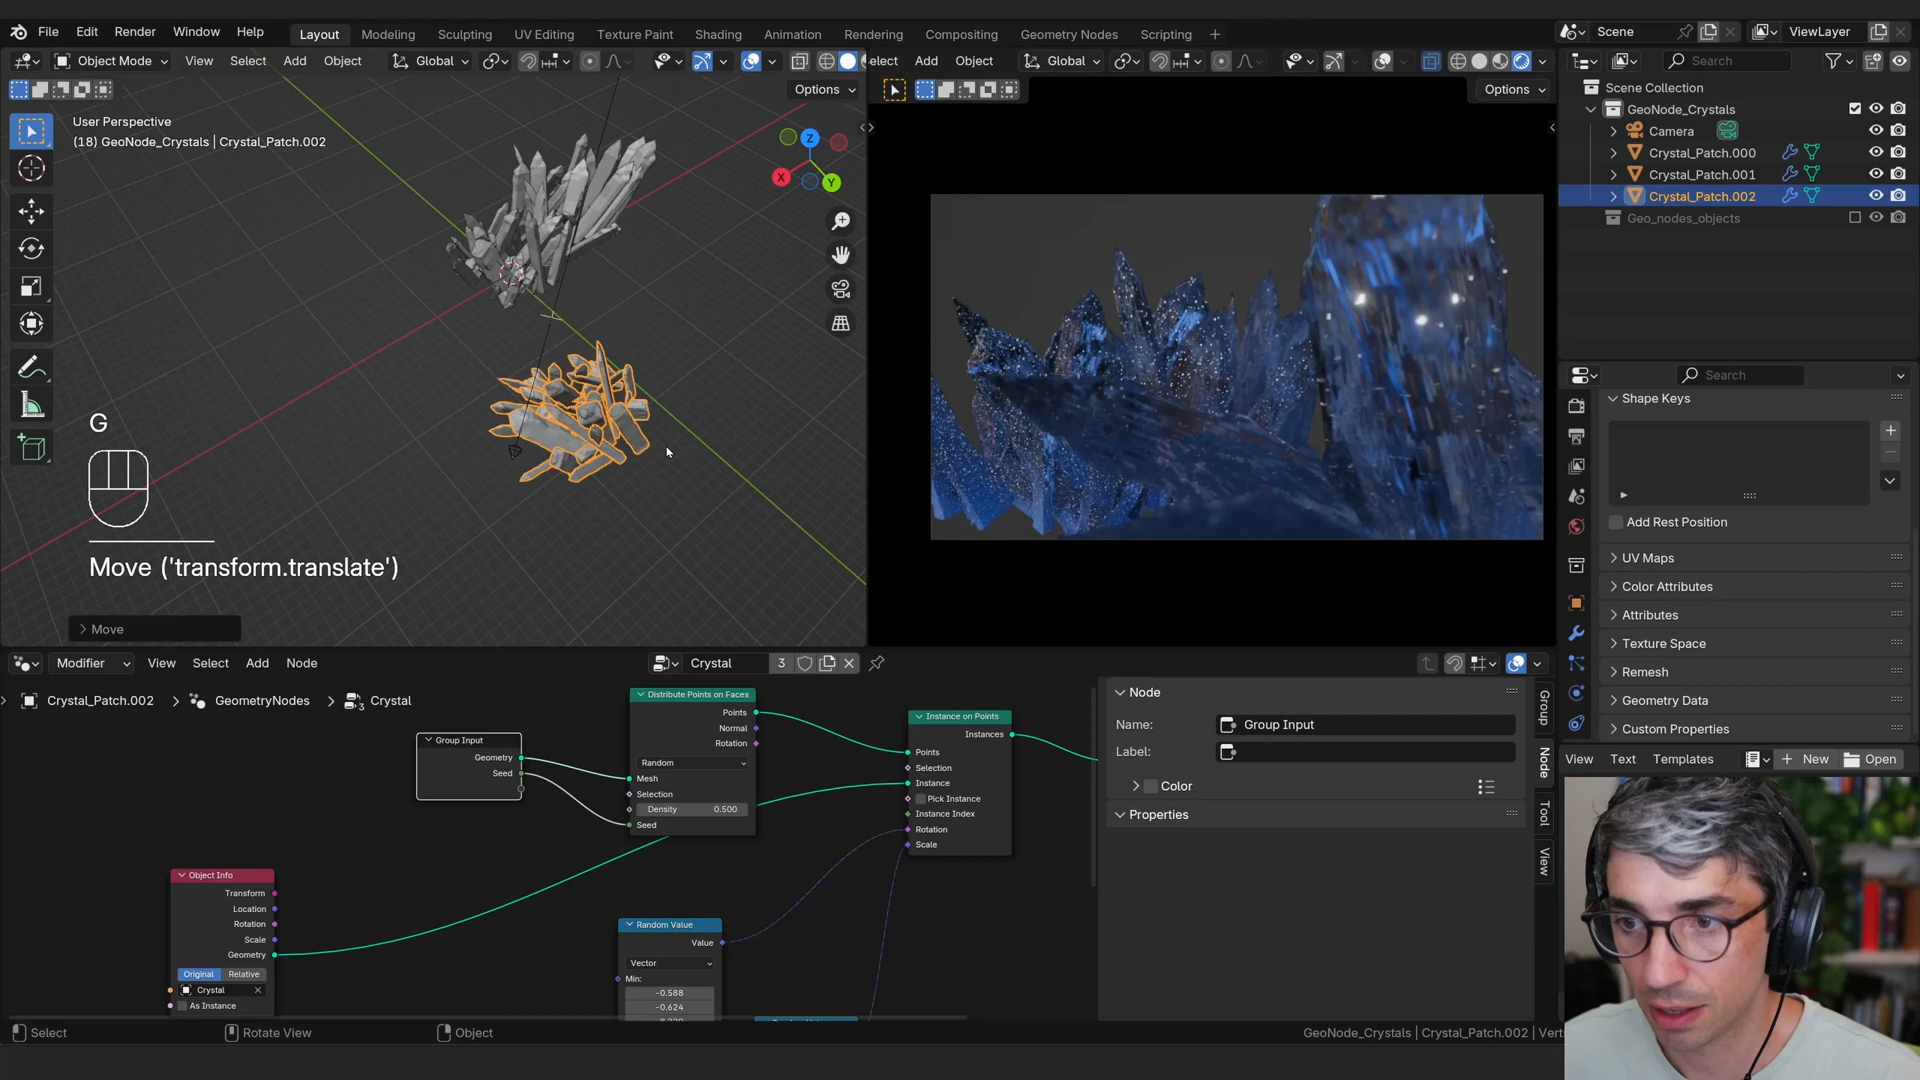 File Edit Render Window Help Layout Modeling Sculpting UV Editing Texture Paint Shading Animation Rendering Compositing Geometry Nodes Scripting + Scene ViewLayer
Object Mode View Select Add Object Global
elect Add Object Global
Search
Options
Options
Scene Collection
GeoNode_Crystals
Camera
Crystal_Patch.000
Crystal_Patch.001
Crystal_Patch.002
Geo_nodes_objects
User Perspective
(18) GeoNode_Crystals | Crystal_Patch.002
Z
X
Y
G
Move ('transform.translate')
Move
Search
Shape Keys
Add Rest Position
UV Maps
Color Attributes
Attributes
Texture Space
Remesh
Geometry Data
Custom Properties
View Text Templates New Open
Modifier View Select Add Node Crystal 3
Crystal_Patch.002 > GeometryNodes > Crystal
3
Group Input
Geometry
Seed
Distribute Points on Faces
Points
Normal
Rotation
Random
Mesh
Selection
Density 0.500
Seed
Instance on Points
Instances
Points
Selection
Instance
Pick Instance
Instance Index
Rotation
Scale
Object Info
Transform
Location
Rotation
Scale
Geometry
Original Relative
Crystal
As Instance
Random Value
Value
Vector
Min:
-0.588
-0.624
Node
Name: Group Input
Label:
Color
Properties
Group
Node
Tool
View
Select Rotate View Object GeoNode_Crystals | Crystal_Patch.002 | Vert